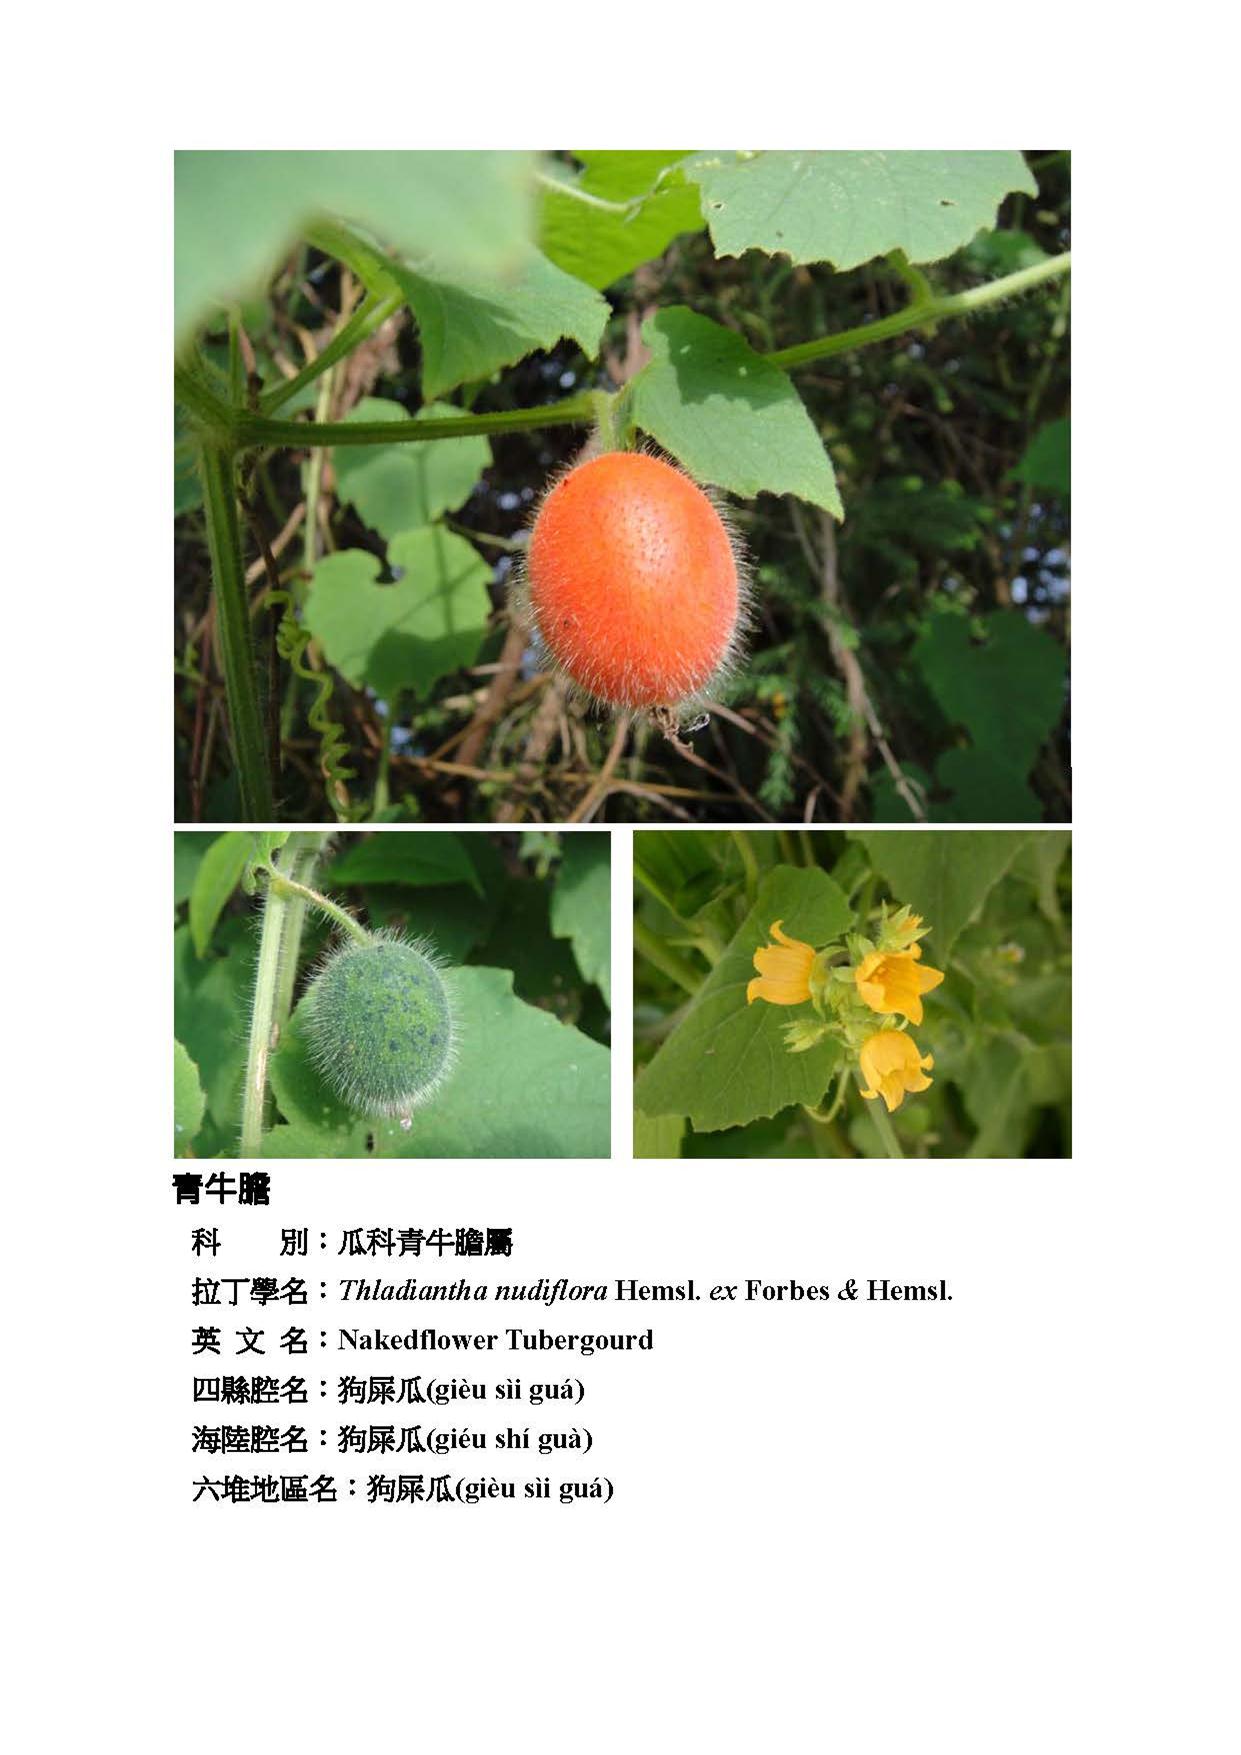 青牛膽
科　　別：瓜科青牛膽屬
拉丁學名：Thladiantha nudiflora Hemsl. ex Forbes & Hemsl.
英 文 名：Nakedflower Tubergourd
四縣腔名：狗屎瓜(gièu sìi guá)
海陸腔名：狗屎瓜(giéu shí guà)
六堆地區名：狗屎瓜(gièu sìi guá)